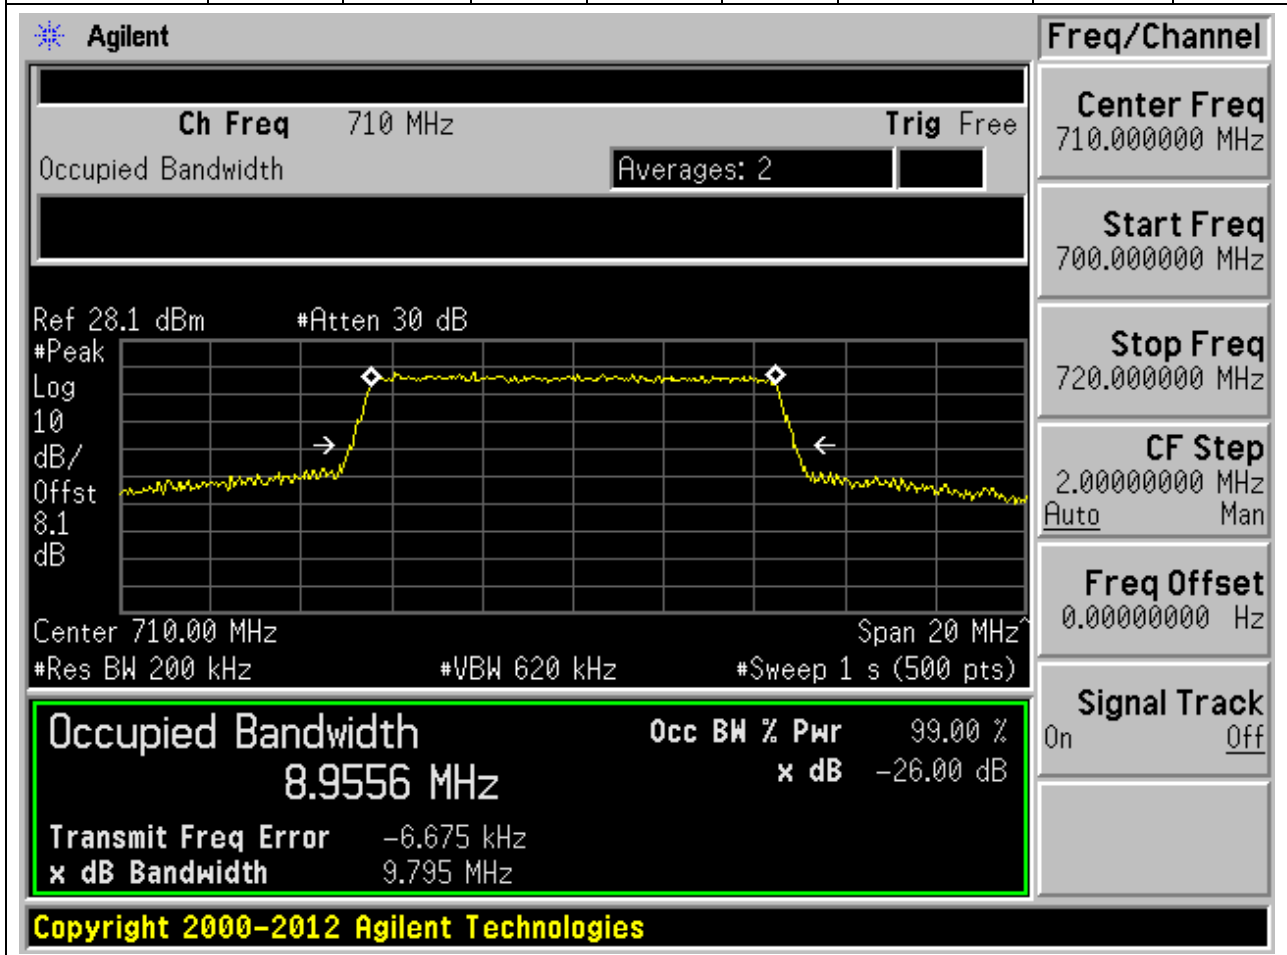 Agilent
Freq/Channel
Ch Freq 710 MHz Trig Free
Occupied Bandwidth Averages: 2
Center Freq
710.000000 MHz
Start Freq
700.000000 MHz
Stop Freq
720.000000 MHz
CF Step
2.00000000 MHz
Auto Man
Freq Offset
0.00000000 Hz
Signal Track
On Off
Ref 28.1 dBm #Atten 30 dB
#Peak
Log
10
dB/
Offst
8.1
dB
Center 710.00 MHz Span 20 MHz^
#Res BW 200 kHz #VBW 620 kHz #Sweep 1 s (500 pts)
Occupied Bandwidth
8.9556 MHz
Occ BW % Pwr 99.00 %
x dB -26.00 dB
Transmit Freq Error -6.675 kHz
x dB Bandwidth 9.795 MHz
Copyright 2000-2012 Agilent Technologies